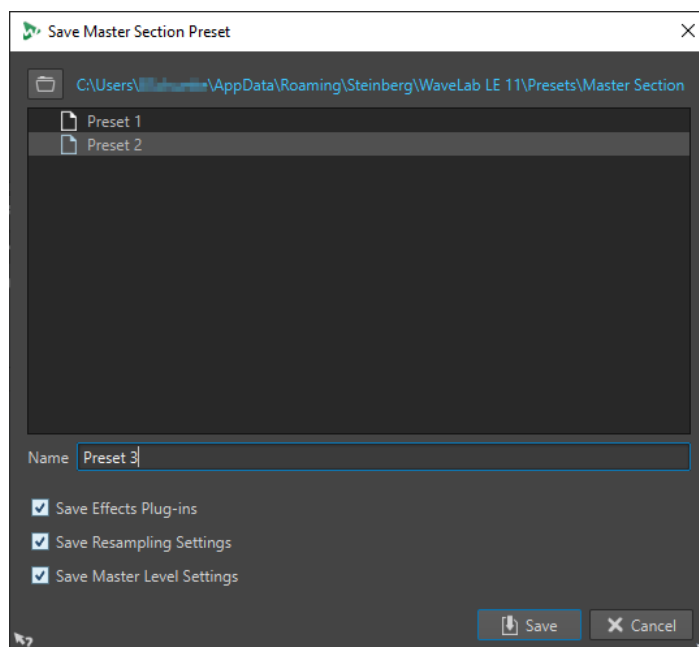 Save Master Section Preset
C:\Users\ \AppData\Roaming\Steinberg\WaveLab LE 11\Presets\Master Section
Preset 1
Preset 2
Name Preset 3
Save Effects Plug-ins
Save Resampling Settings
Save Master Level Settings
Save Cancel